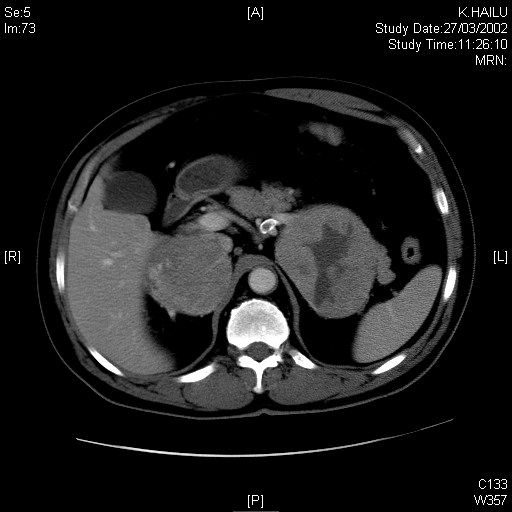 Se:5
Im:73
[A]
K.HAILU
Study Date:27/03/2002
Study Time:11:26:10
MRN:
[R]
[L]
[P]
C133
W357